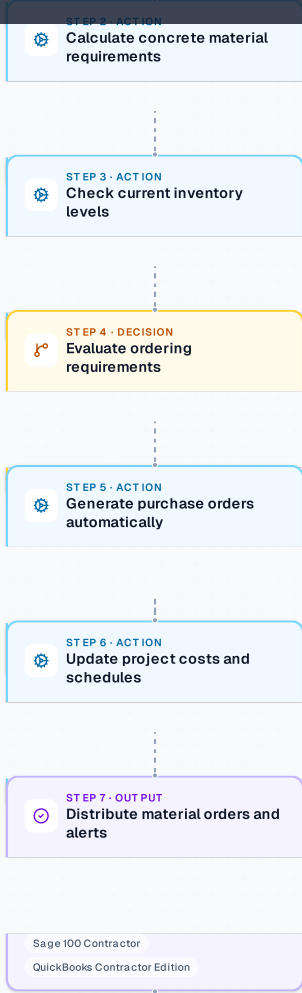 STEP 2 · ACTION
Calculate concrete material
requirements
STEP 3 · ACTION
Check current inventory
levels
STEP 4 · DECISION
Evaluate ordering
requirements
STEP 5 · ACTION
Generate purchase orders
automatically
STEP 6 · ACTION
Update project costs and
schedules
STEP 7 · OUTPUT
Distribute material orders and
alerts
Sage 100 Contractor
QuickBooks Contractor Edition